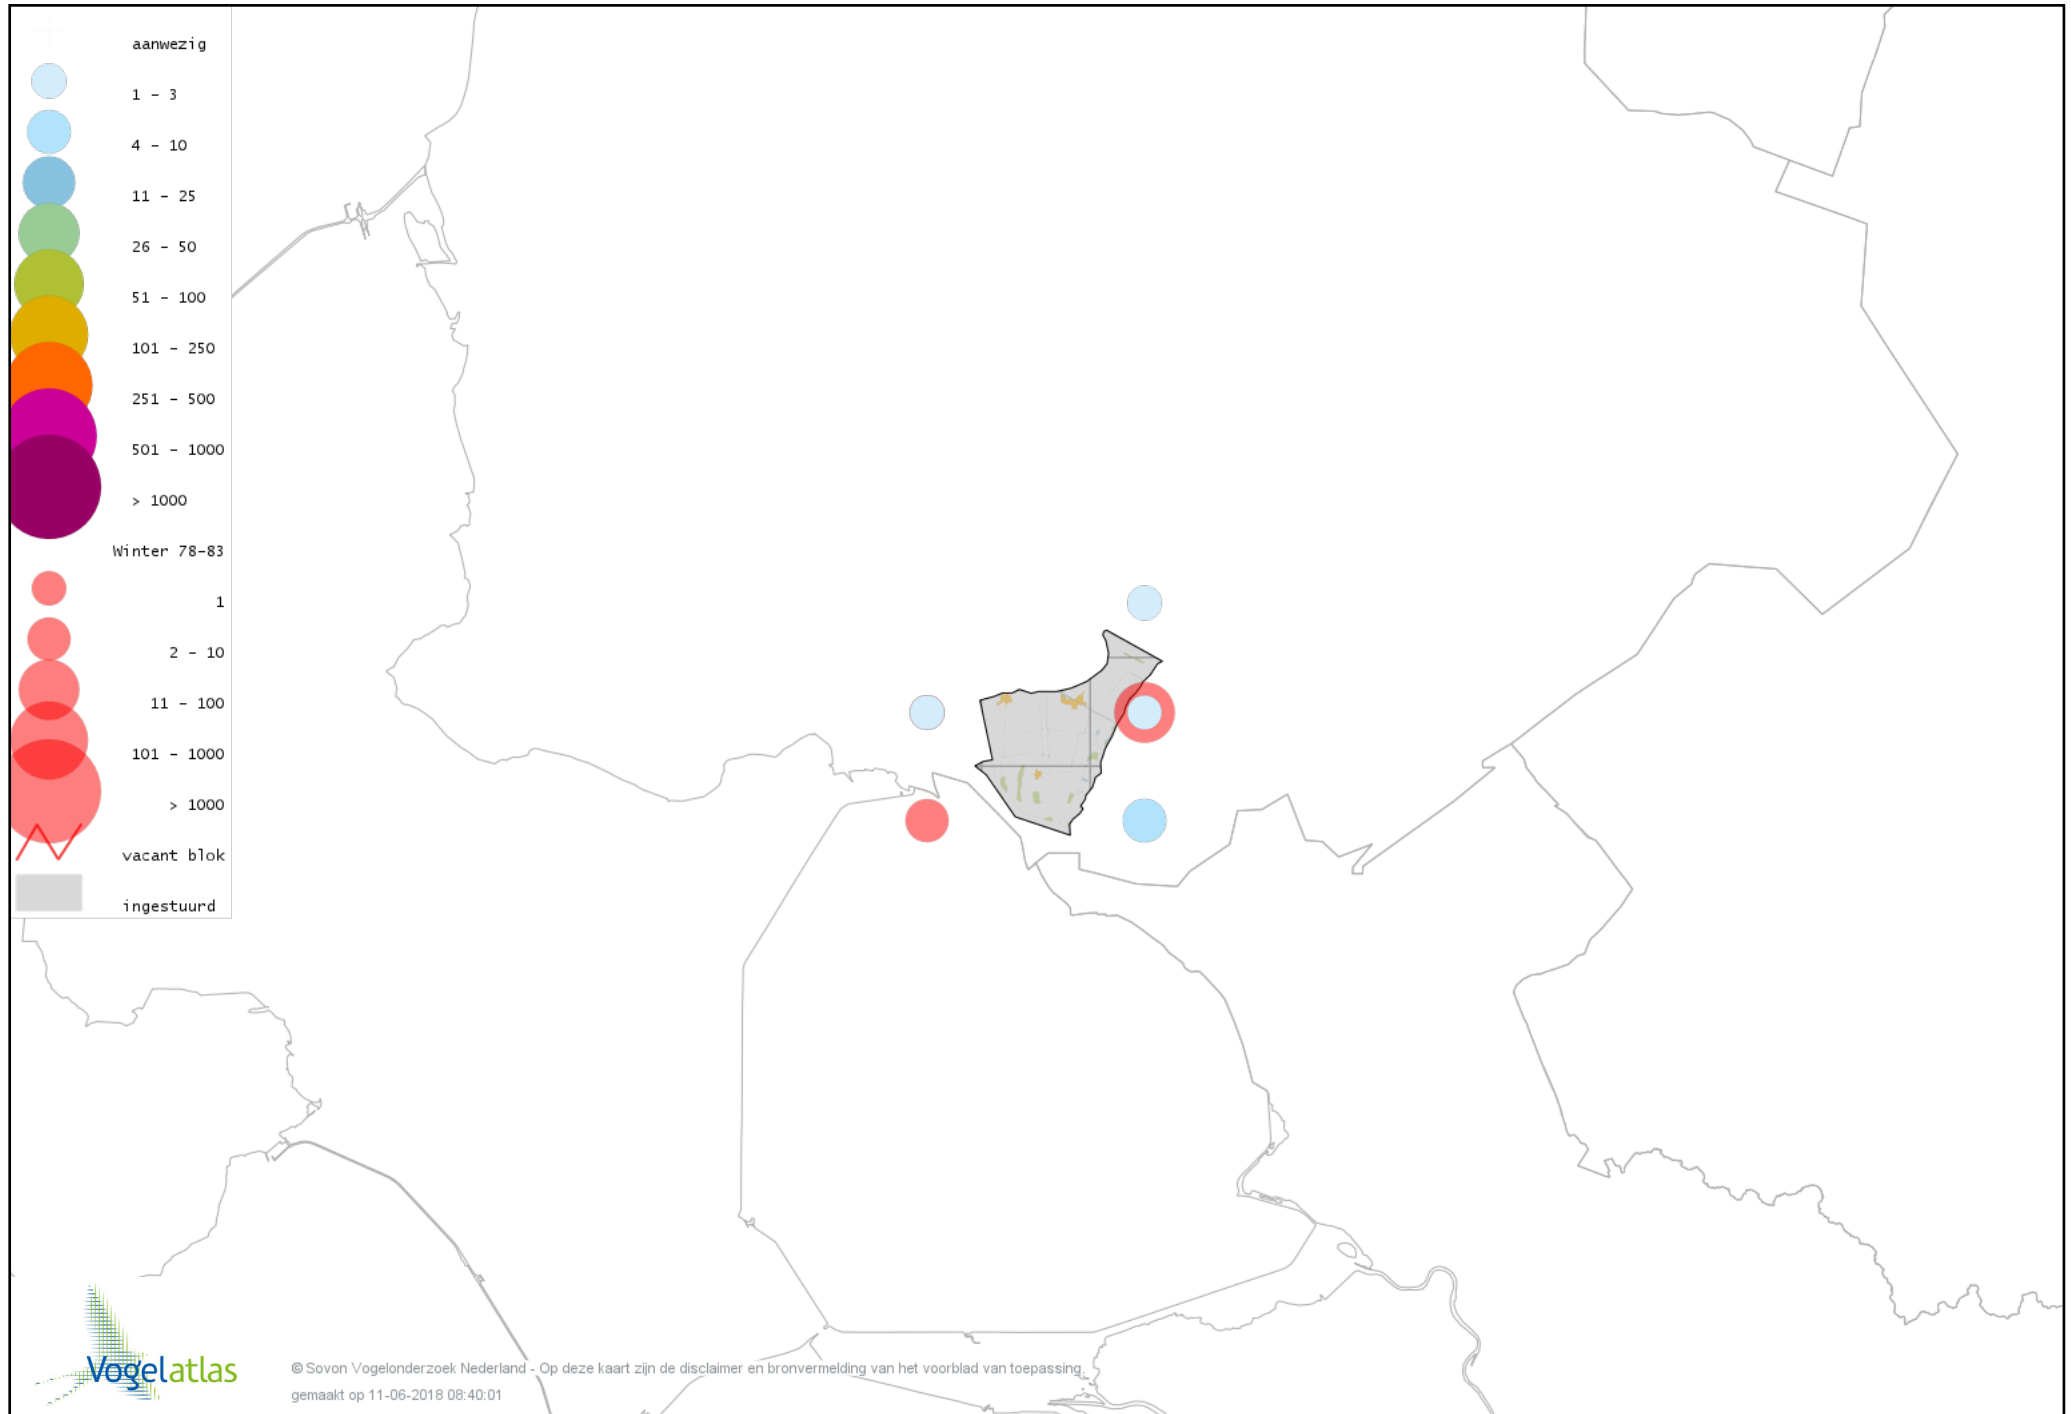 aanwezig
1 - 3
4 - 10
11 - 25
26 - 50
51 - 100
101 - 250
251 - 500
501 - 1000
> 1000
Winter 78-83
1
2 - 10
11 - 100
101 - 1000
> 1000
vacant blok
ingestuurd
Vogelatlas
© Sovon Vogelonderzoek Nederland - Op deze kaart zijn de disclaimer en bronvermelding van het voorblad van toepassing.
gemaakt op 11-06-2018 08:40:01